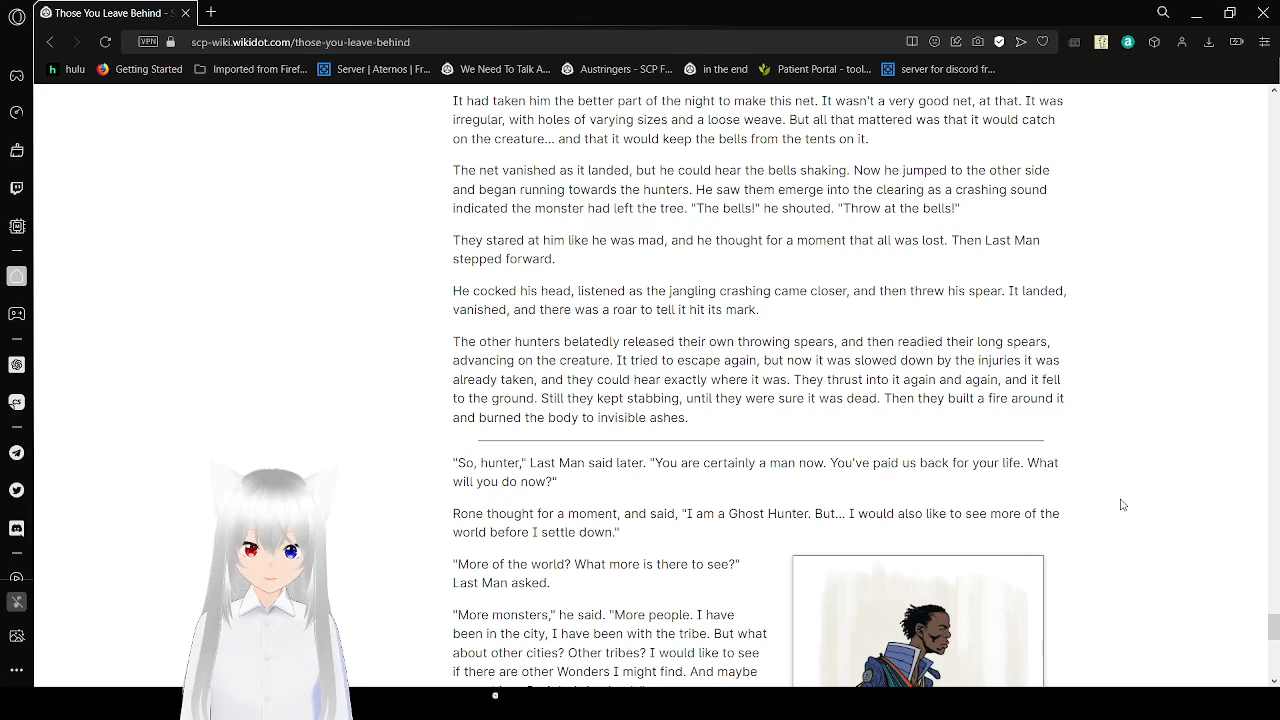 Those You Leave Behind - S
scp-wiki.wikidot.com/those-you-leave-behind
VPN
hulu
Getting Started
Imported from Firef...
Server | Aternos | Fr...
We Need To Talk A...
Austringers - SCP F...
in the end
Patient Portal - tool...
server for discord fr...
It had taken him the better part of the night to make this net. It wasn't a very good net, at that. It was
irregular, with holes of varying sizes and a loose weave. But all that mattered was that it would catch
on the creature... and that it would keep the bells from the tents on it.
The net vanished as it landed, but he could hear the bells shaking. Now he jumped to the other side
and began running towards the hunters. He saw them emerge into the clearing as a crashing sound
indicated the monster had left the tree. "The bells!" he shouted. "Throw at the bells!"
They stared at him like he was mad, and he thought for a moment that all was lost. Then Last Man
stepped forward.
He cocked his head, listened as the jangling crashing came closer, and then threw his spear. It landed,
vanished, and there was a roar to tell it hit its mark.
The other hunters belatedly released their own throwing spears, and then readied their long spears,
advancing on the creature. It tried to escape again, but now it was slowed down by the injuries it was
already taken, and they could hear exactly where it was. They thrust into it again and again, and it fell
to the ground. Still they kept stabbing, until they were sure it was dead. Then they built a fire around it
and burned the body to invisible ashes.
"So, hunter," Last Man said later. "You are certainly a man now. You've paid us back for your life. What
will you do now?"
Rone thought for a moment, and said, "I am a Ghost Hunter. But... I would also like to see more of the
world before I settle down."
"More of the world? What more is there to see?"
Last Man asked.
"More monsters," he said. "More people. I have
been in the city, I have been with the tribe. But what
about other cities? Other tribes? I would like to see
if there are other Wonders I might find. And maybe